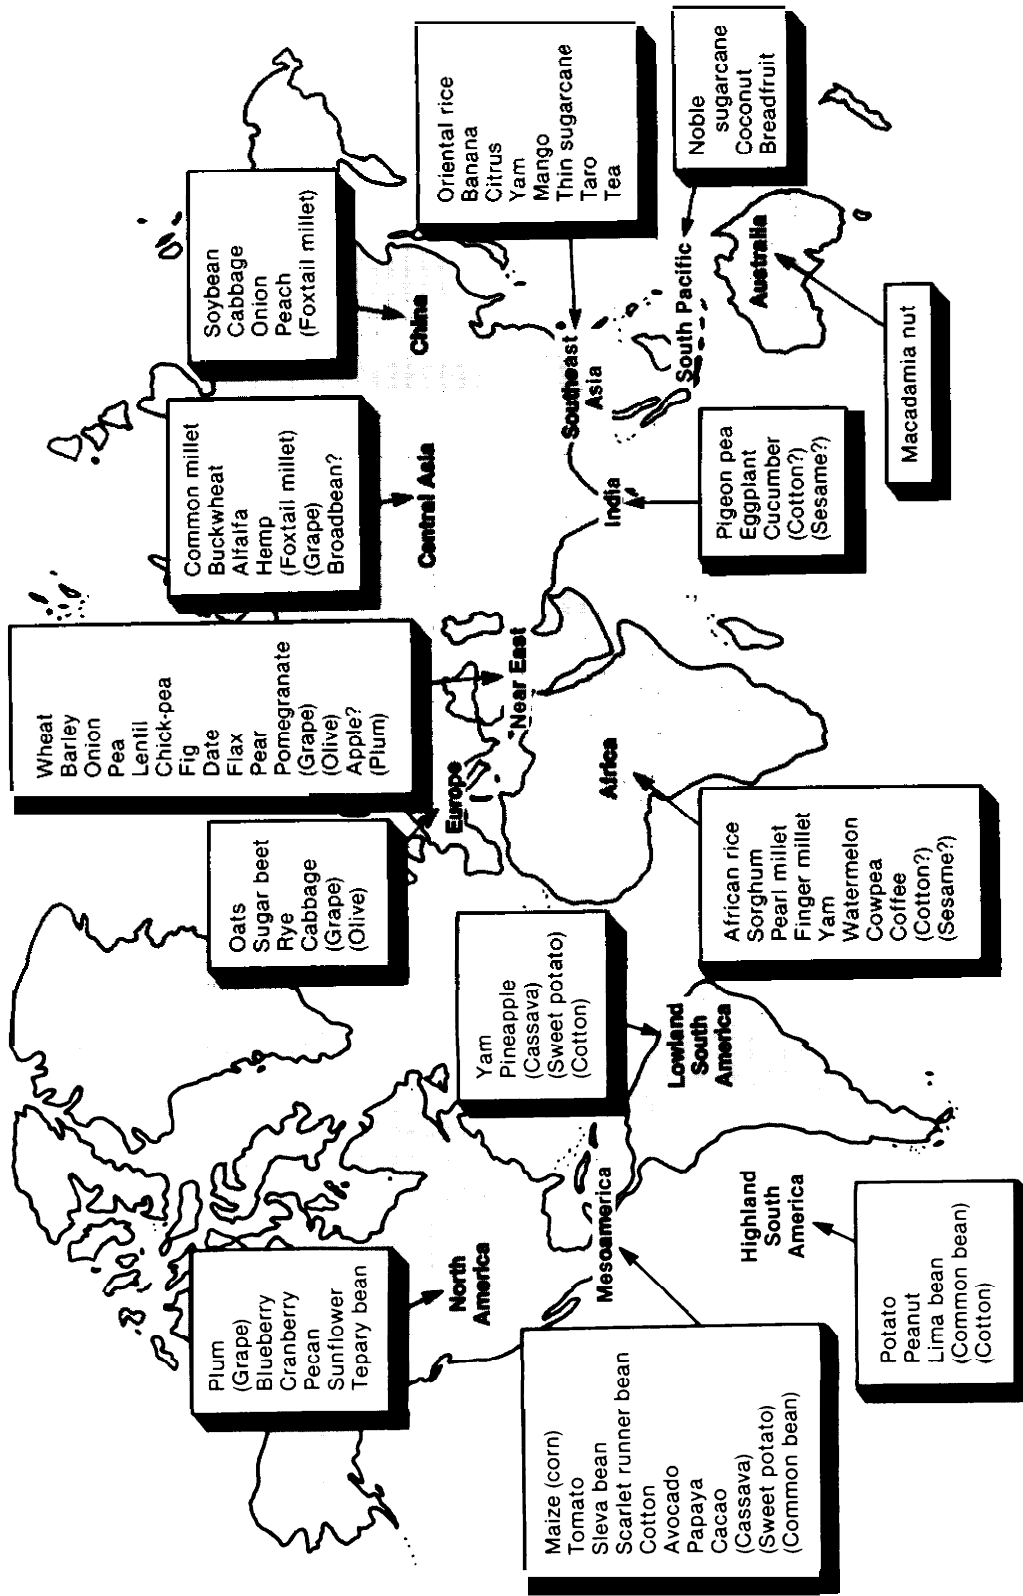 Plum
(Grape)
Blueberry
Cranberry
Pecan
Sunflower
Tepary bean
North
America
Oats
Sugar beet
Rye
Cabbage
(Grape)
(Olive)
Europe
Wheat
Barley
Onion
Pea
Lentil
Chick-pea
Fig
Date
Flax
Pear
Pomegranate
(Grape)
(Olive)
Apple?
(Plum)
Near East
Common millet
Buckwheat
Alfalfa
Hemp
(Foxtail millet)
(Grape)
Broadbean?
Central Asia
Soybean
Cabbage
Onion
Peach
(Foxtail millet)
China
Oriental rice
Banana
Citrus
Yam
Mango
Thin sugarcane
Taro
Tea
Southeast
Asia
Maize (corn)
Tomato
Sleva bean
Scarlet runner bean
Cotton
Avocado
Papaya
Cacao
(Cassava)
(Sweet potato)
(Common bean)
Mesoamerica
Yam
Pineapple
(Cassava)
(Sweet potato)
(Cotton)
Lowland
South
America
Highland
South
America
Potato
Peanut
Lima bean
(Common bean)
(Cotton)
Africa
African rice
Sorghum
Pearl millet
Finger millet
Yam
Watermelon
Cowpea
Coffee
(Cotton?)
(Sesame?)
India
Pigeon pea
Eggplant
Cucumber
(Cotton?)
(Sesame?)
South Pacific
Noble
sugarcane
Coconut
Breadfruit
Australia
Macadamia nut